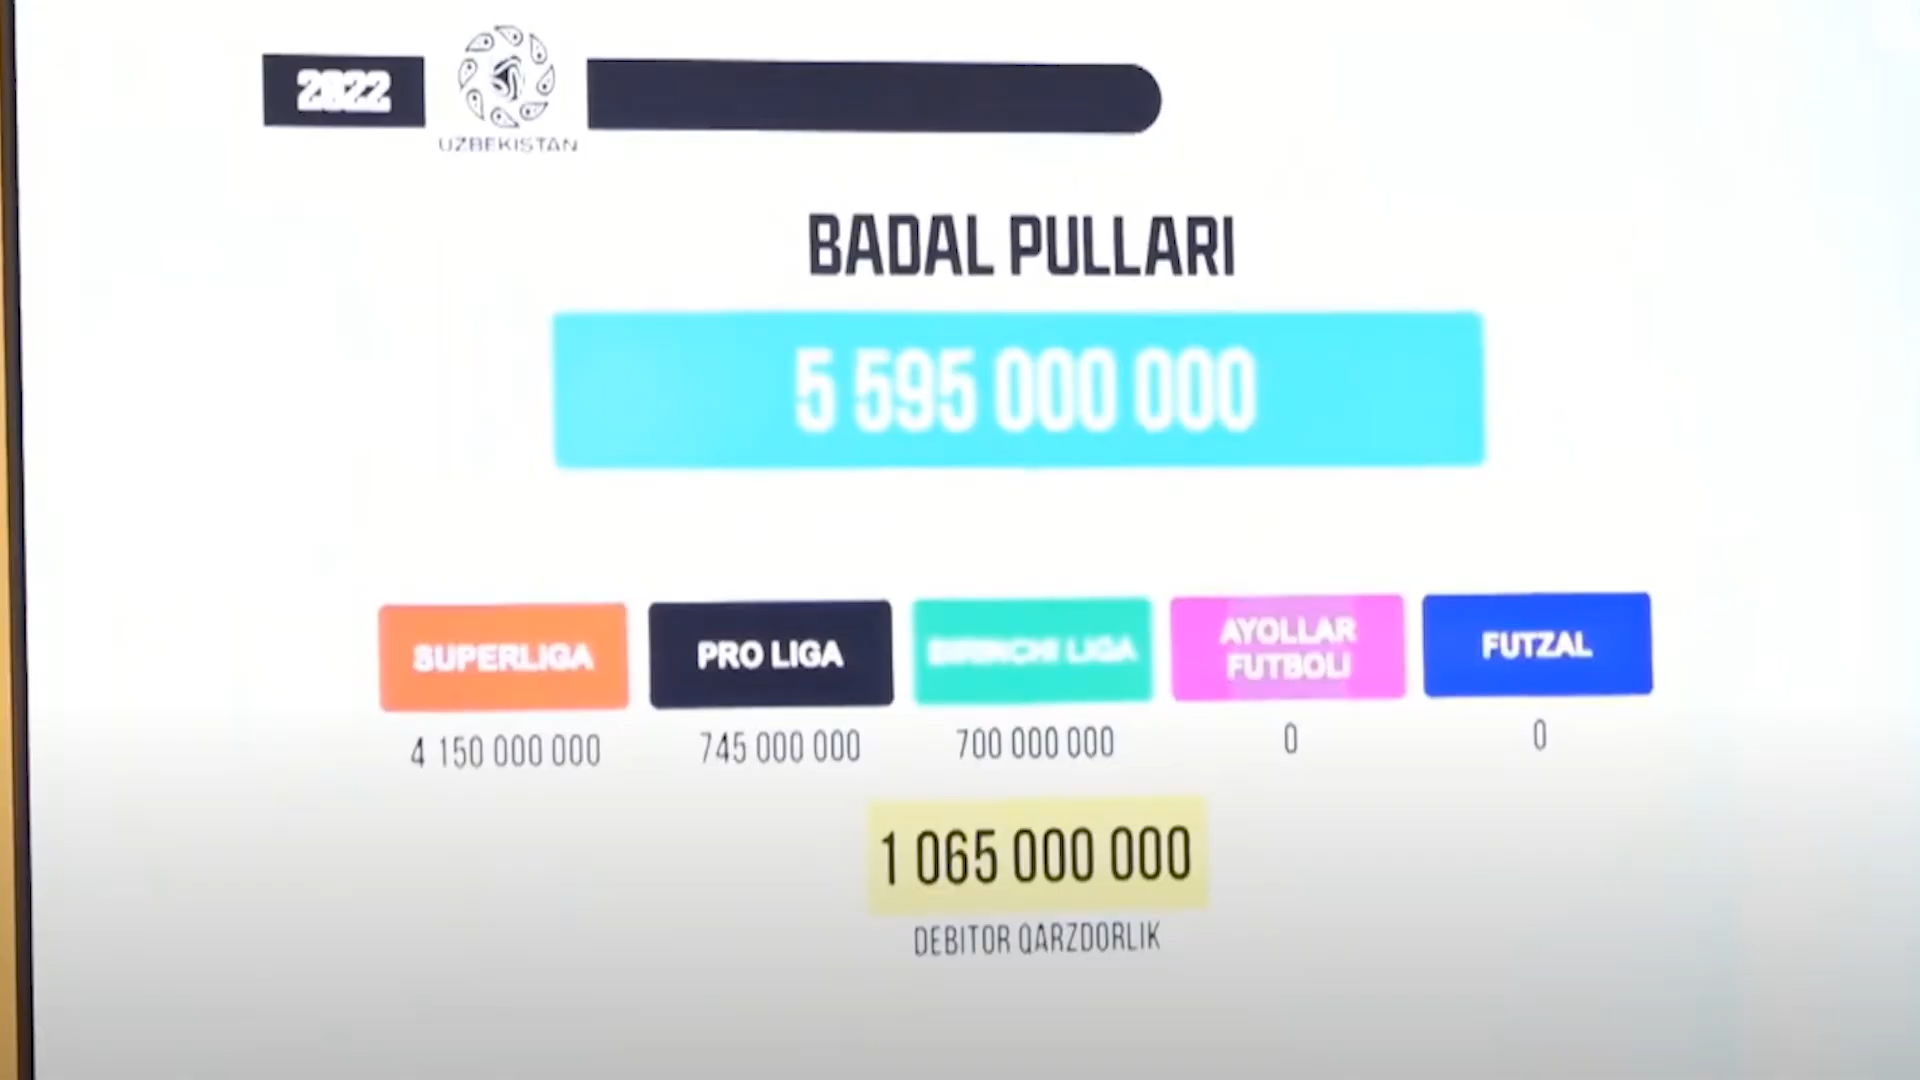 2022
UZBEKISTAN
BADAL PULLARI
5 595 000 000
SUPERLIGA
PRO LIGA
BIRINCHI LIGA
AYOLLAR
FUTBOLI
FUTZAL
4 150 000 000
745 000 000
700 000 000
0
0
1 065 000 000
DEBITOR QARZDORLIK